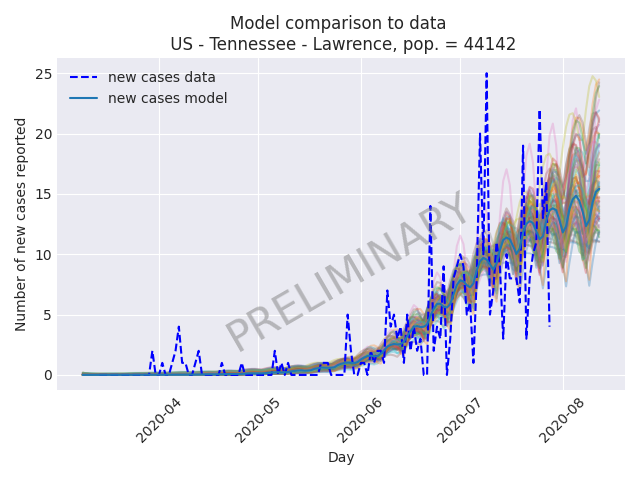 Model comparison to data
US - Tennessee - Lawrence, pop. = 44142
new cases data
new cases model
Number of new cases reported
25
20
15
10
5
0
PRELIMINARY
2020-04
2020-05
2020-06
2020-07
2020-08
Day